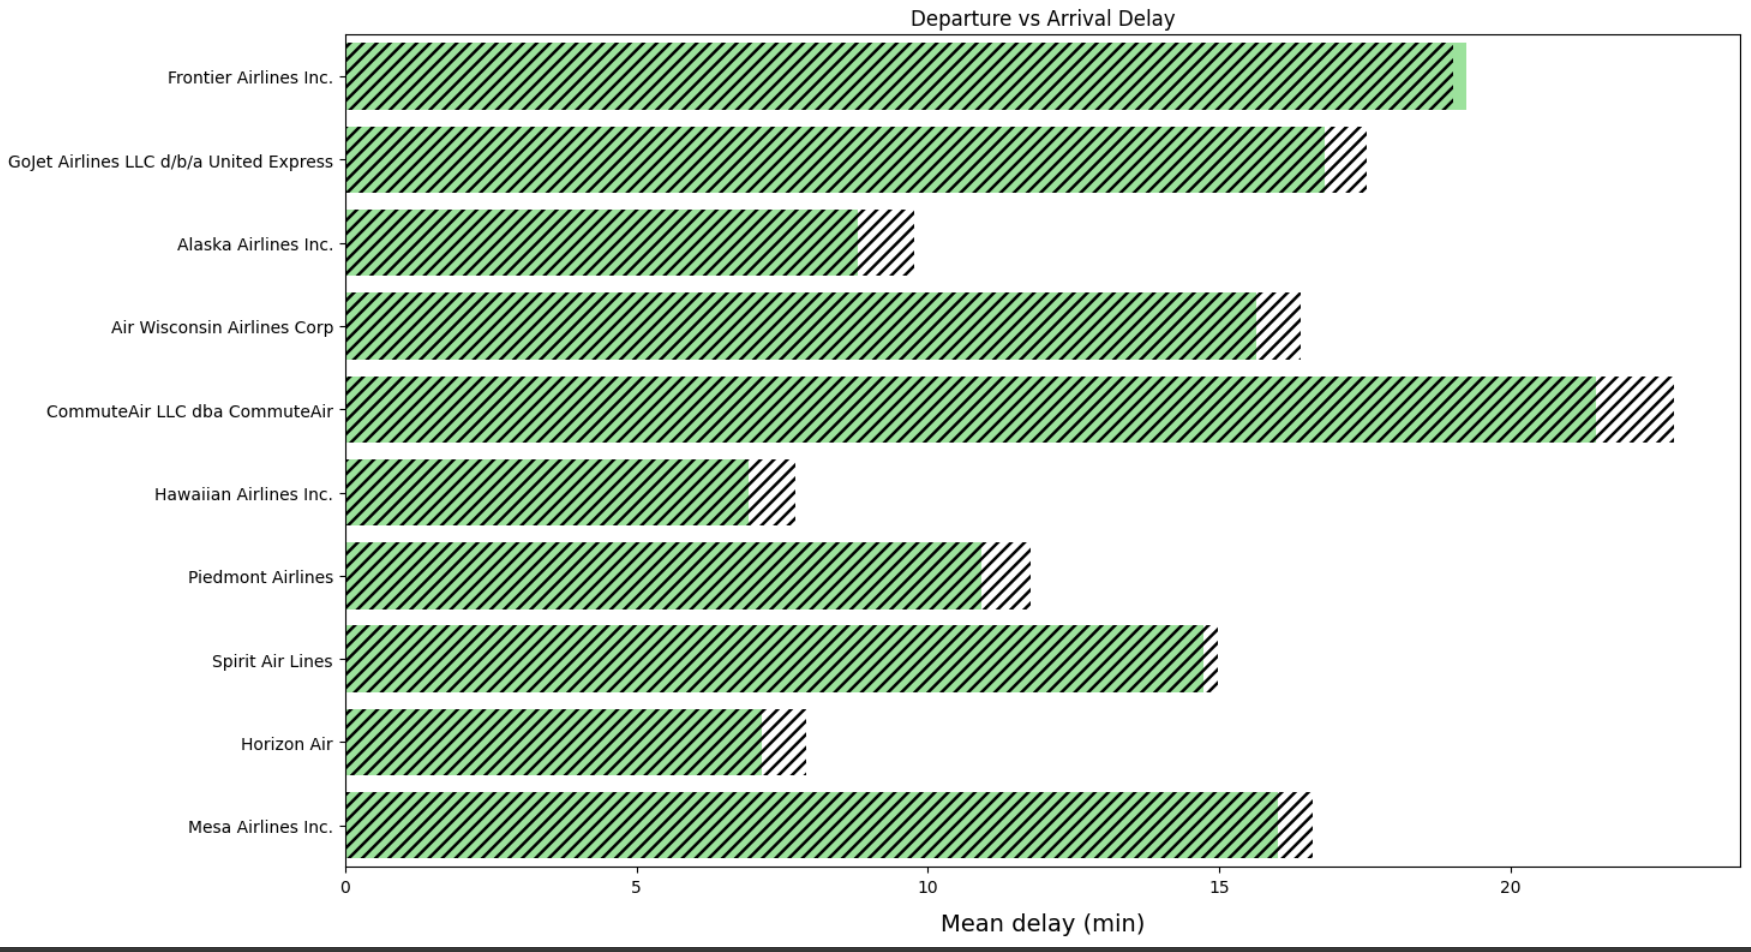 Departure vs Arrival Delay
Frontier Airlines Inc.
GoJet Airlines LLC d/b/a United Express
Alaska Airlines Inc.
Air Wisconsin Airlines Corp
CommuteAir LLC dba CommuteAir
Hawaiian Airlines Inc.
Piedmont Airlines
Spirit Air Lines
Horizon Air
Mesa Airlines Inc.
0 5 10 15 20
Mean delay (min)